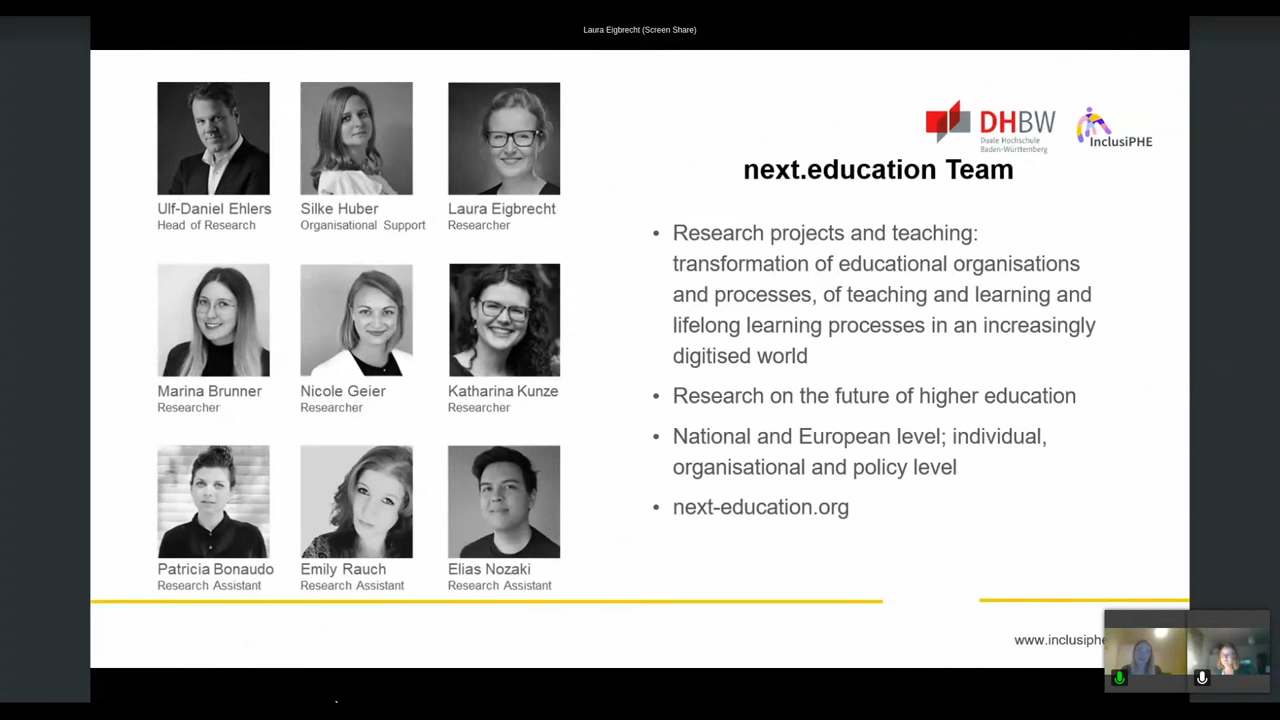 Laura Eigbrecht (Screen Share)
DHBW
Duale Hochschule
Baden-Württemberg
InclusiPHE
next.education Team
Ulf-Daniel Ehlers
Head of Research
Silke Huber
Organisational Support
Laura Eigbrecht
Researcher
Marina Brunner
Researcher
Nicole Geier
Researcher
Katharina Kunze
Researcher
Patricia Bonaudo
Research Assistant
Emily Rauch
Research Assistant
Elias Nozaki
Research Assistant
• Research projects and teaching:
transformation of educational organisations
and processes, of teaching and learning and
lifelong learning processes in an increasingly
digitised world
• Research on the future of higher education
• National and European level; individual,
organisational and policy level
• next-education.org
www.inclusiphe